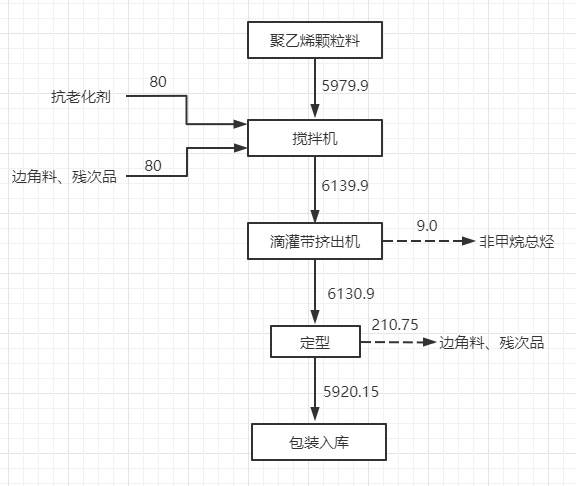 聚乙烯颗粒料
5979.9
80
抗老化剂
搅拌机
80
边角料、残次品
6139.9
9.0
滴灌带挤出机
非甲烷总烃
6130.9
210.75
定型
边角料、残次品
5920.15
包装入库